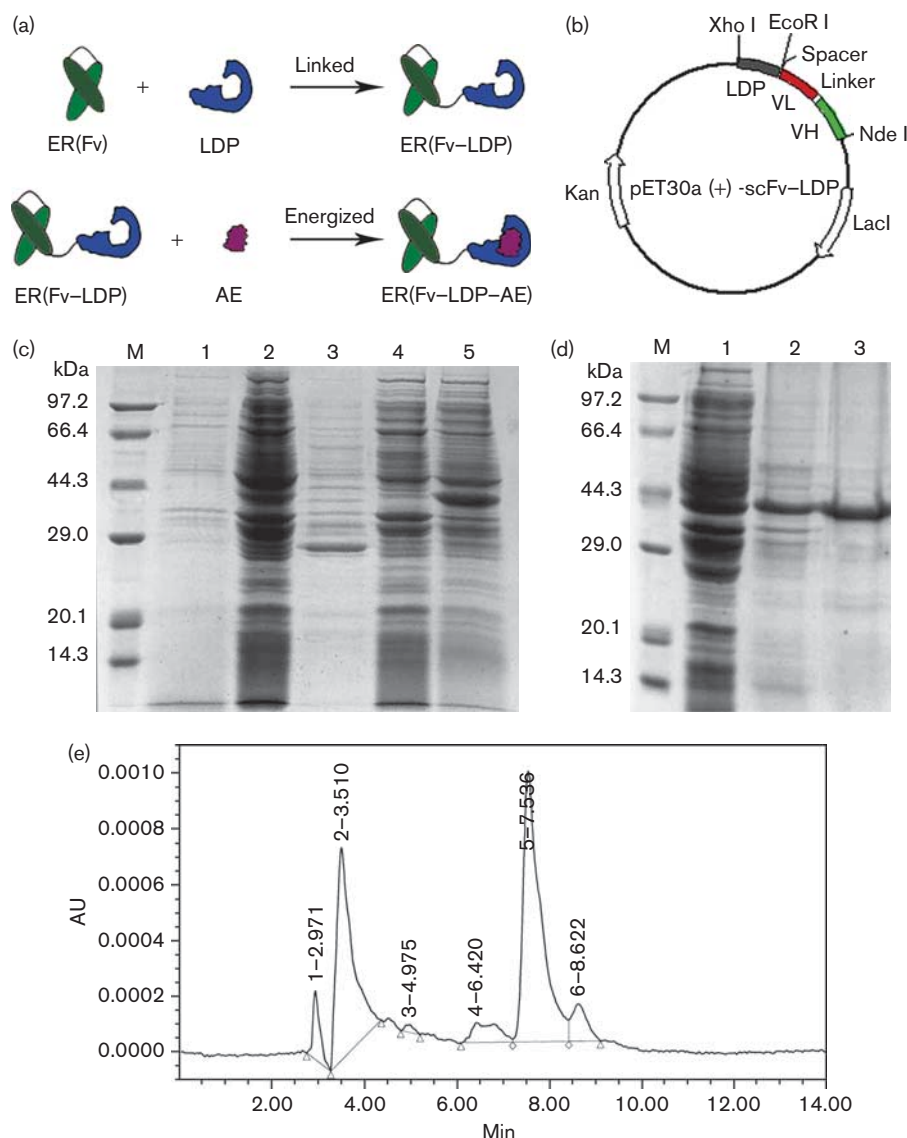 (a)
Linked
+
ER(Fv)
LDP
ER(Fv–LDP)
Energized
+
ER(Fv–LDP)
AE
ER(Fv–LDP–AE)
(b)
Xho I
EcoR I
Spacer
Linker
LDP
VL
VH
Nde I
Kan
pET30a (+) -scFv–LDP
LacI
(c)
M 1 2 3 4 5
kDa
97.2
66.4
44.3
29.0
20.1
14.3
(d)
M 1 2 3
kDa
97.2
66.4
44.3
29.0
20.1
14.3
(e)
0.0010
0.0008
0.0006
0.0004
0.0002
0.0000
AU
1–2.971
2–3.510
3–4.975
4–6.420
5–7.536
6–8.622
2.00 4.00 6.00 8.00 10.00 12.00 14.00
Min